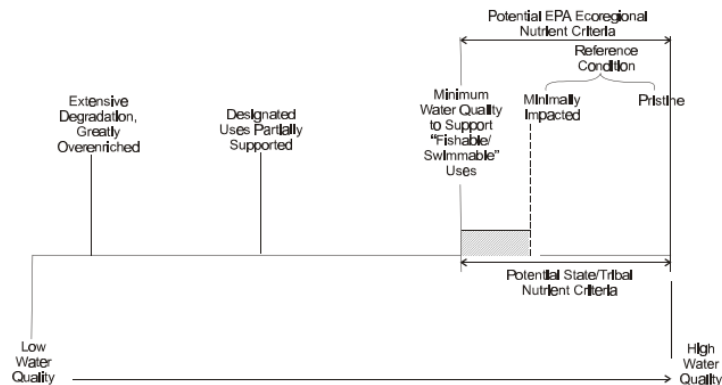 Potential EPA Ecoregional
Nutrient Criteria
Reference
Condition
Extensive
Degradation,
Greatly
Overenriched
Designated
Uses Partially
Supported
Minimum
Water Quality
to Support
"Fishable/
Swimmable"
Uses
Minimally
Impacted
Pristine
Potential State/Tribal
Nutrient Criteria
Low
Water
Quality
High
Water
Quality